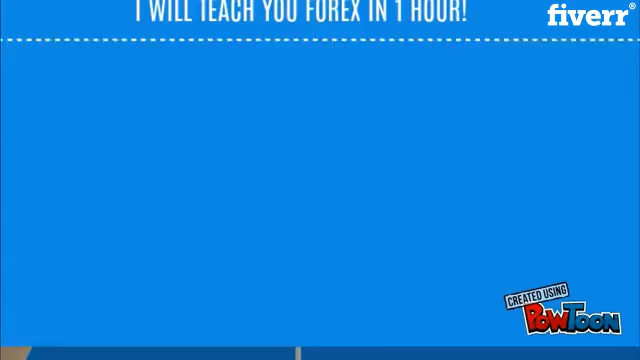 I WILL TEACH YOU FOREX IN 1 HOUR!
fiverr®
CREATED USING
POWTOON